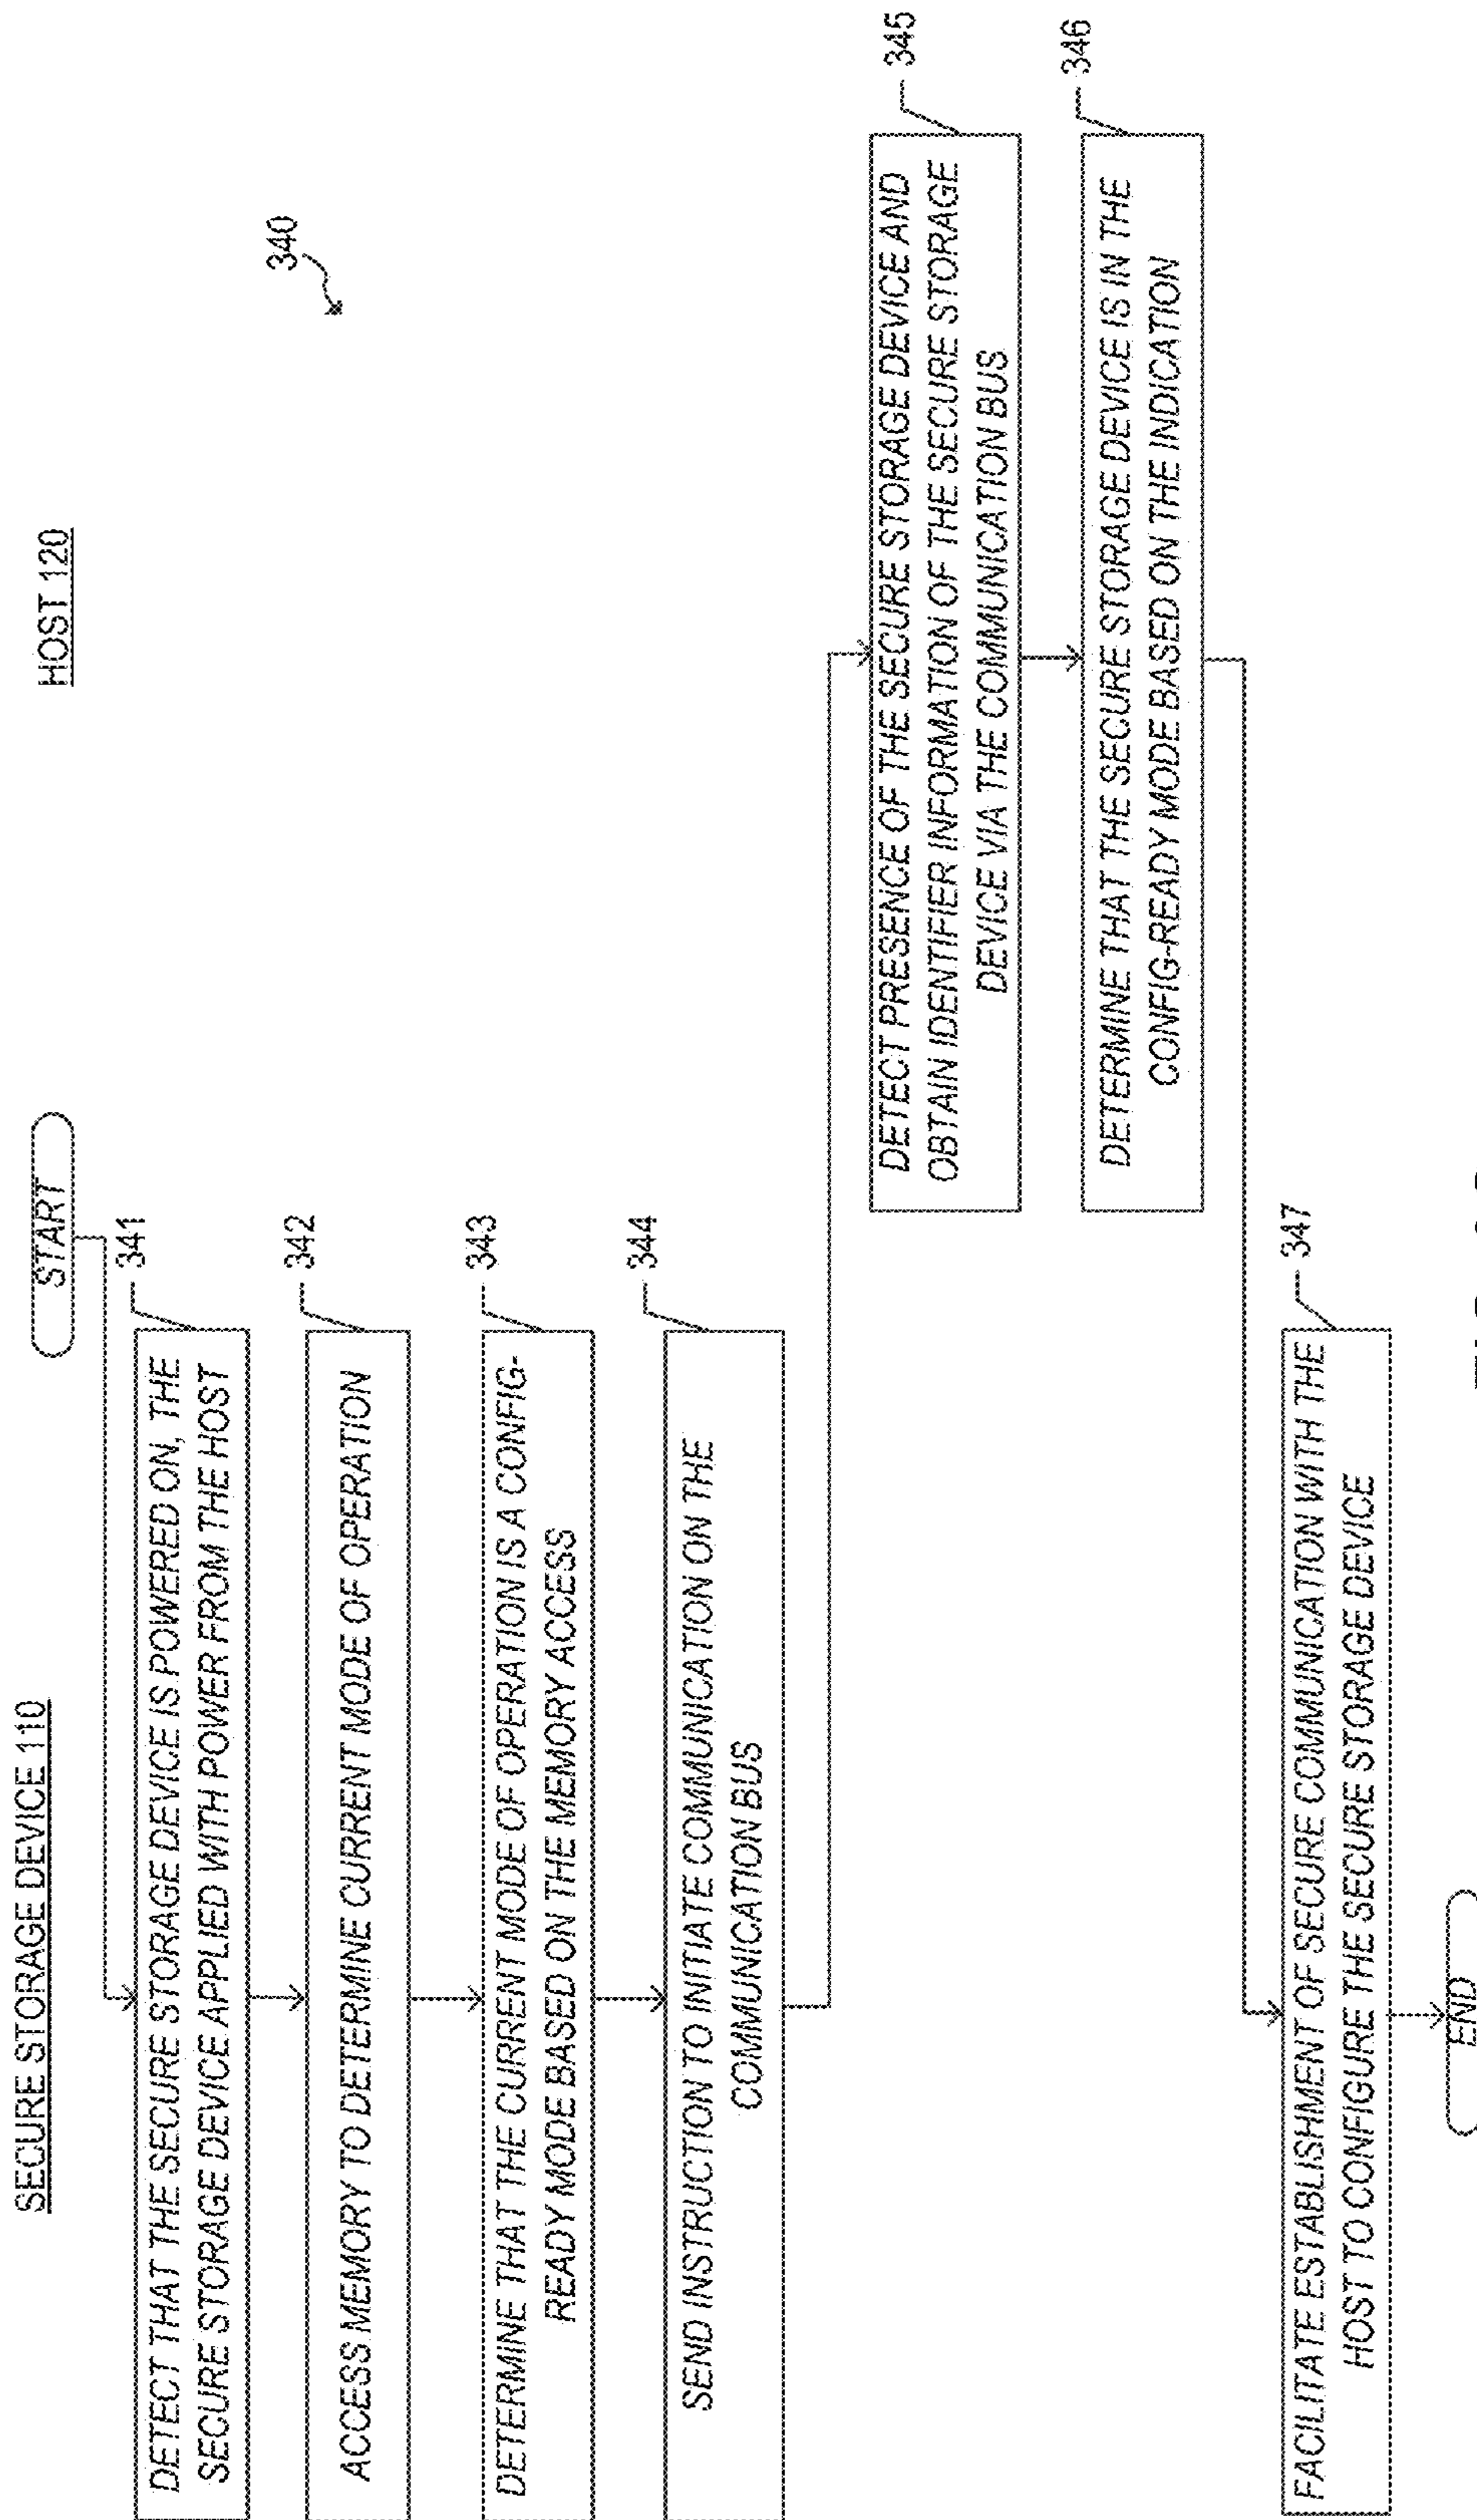 SECURE STORAGE DEVICE 110
HOST 120
START
340
341
DETECT THAT THE SECURE STORAGE DEVICE IS POWERED ON, THE
SECURE STORAGE DEVICE APPLIED WITH POWER FROM THE HOST
342
ACCESS MEMORY TO DETERMINE CURRENT MODE OF OPERATION
343
DETERMINE THAT THE CURRENT MODE OF OPERATION IS A CONFIG-
READY MODE BASED ON THE MEMORY ACCESS
344
SEND INSTRUCTION TO INITIATE COMMUNICATION ON THE
COMMUNICATION BUS
345
DETECT PRESENCE OF THE SECURE STORAGE DEVICE AND
OBTAIN IDENTIFIER INFORMATION OF THE SECURE STORAGE
DEVICE VIA THE COMMUNICATION BUS
346
DETERMINE THAT THE SECURE STORAGE DEVICE IS IN THE
CONFIG-READY MODE BASED ON THE INDICATION
347
FACILITATE ESTABLISHMENT OF SECURE COMMUNICATION WITH THE
HOST TO CONFIGURE THE SECURE STORAGE DEVICE
END